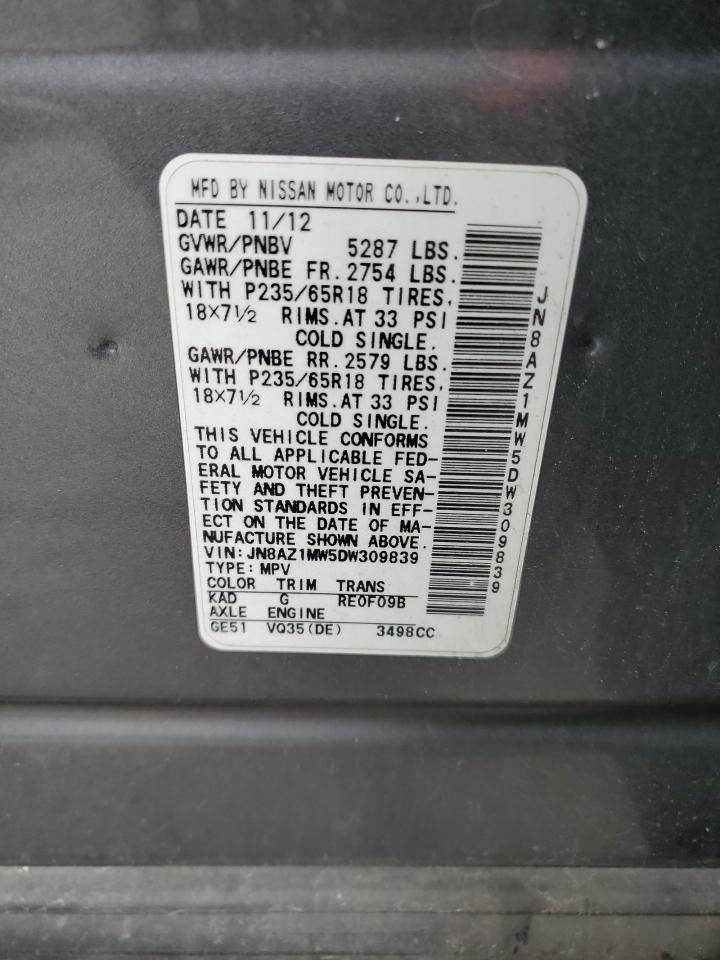 MFD BY NISSAN MOTOR CO.,LTD.
DATE 11/12
GVWR/PNBV 5287 LBS.
GAWR/PNBE FR. 2754 LBS.
WITH P235/65R18 TIRES,
18×7½ RIMS.AT 33 PSI
COLD SINGLE.
GAWR/PNBE RR. 2579 LBS.
WITH P235/65R18 TIRES,
18×7½ RIMS.AT 33 PSI
COLD SINGLE.
THIS VEHICLE CONFORMS
TO ALL APPLICABLE FED-
ERAL MOTOR VEHICLE SA-
FETY AND THEFT PREVEN-
TION STANDARDS IN EFF-
ECT ON THE DATE OF MA-
NUFACTURE SHOWN ABOVE.
VIN: JN8AZ1MW5DW309839
TYPE: MPV
COLOR TRIM TRANS
KAD G RE0F09B
AXLE ENGINE
GE51 VQ35(DE) 3498CC
JN8AZ1MW5DW309839